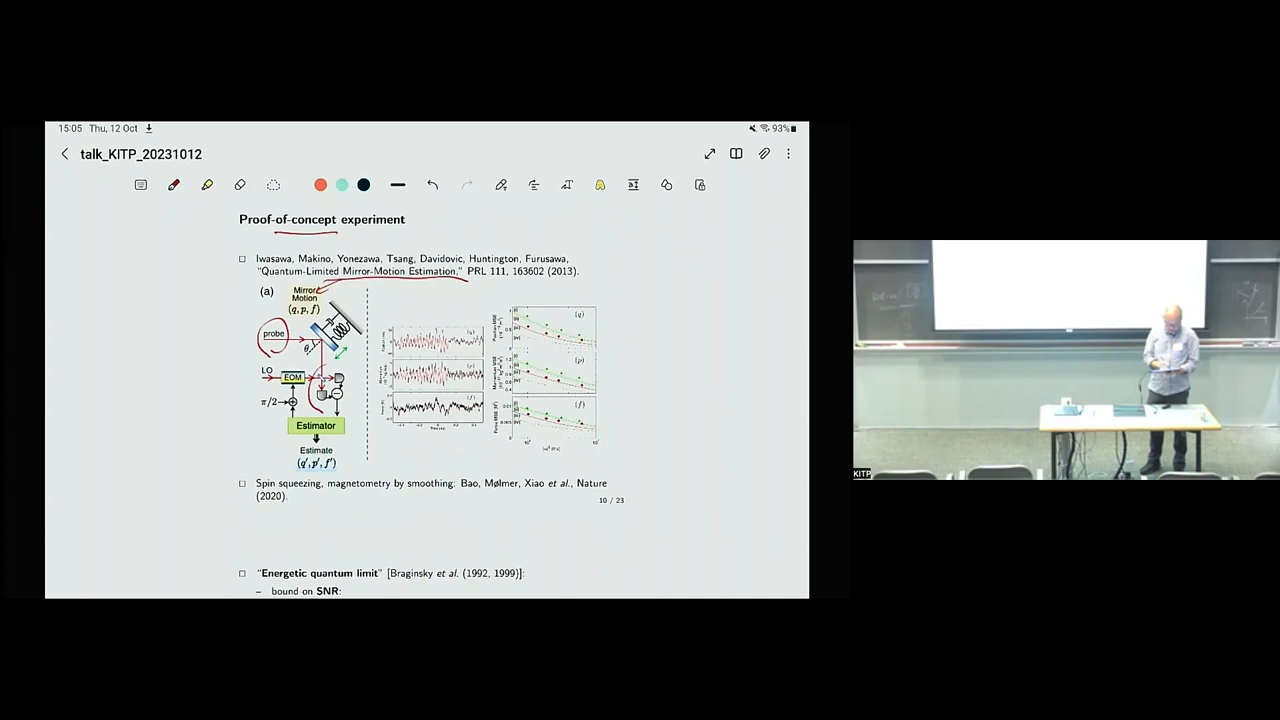 15:05 Thu, 12 Oct
93%
talk_KITP_20231012
Proof-of-concept experiment
Iwasawa, Makino, Yonezawa, Tsang, Davidovic, Huntington, Furusawa,
"Quantum-Limited Mirror-Motion Estimation," PRL 111, 163602 (2013).
(a)
Mirror
Motion
(q, p, f)
probe
LO
EOM
π/2
Estimator
Estimate
(q′, p′, f′)
(q)
(p)
(f)
(q)
(p)
(f)
Spin squeezing, magnetometry by smoothing: Bao, Mølmer, Xiao et al., Nature
(2020).
10 / 23
"Energetic quantum limit" [Braginsky et al. (1992, 1999)]:
– bound on SNR:
KITP